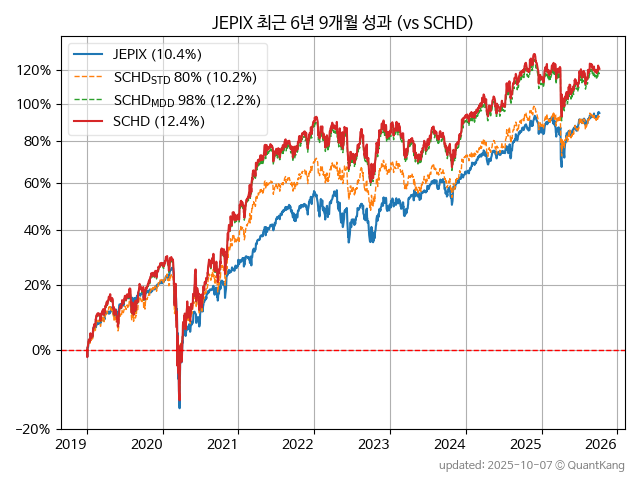 JEPIX 최근 6년 9개월 성과 (vs SCHD)
JEPIX (10.4%)
SCHD_STD 80% (10.2%)
SCHD_MDD 98% (12.2%)
SCHD (12.4%)
120%
100%
80%
60%
40%
20%
0%
−20%
2019 2020 2021 2022 2023 2024 2025 2026
updated: 2025-10-07 © QuantKang